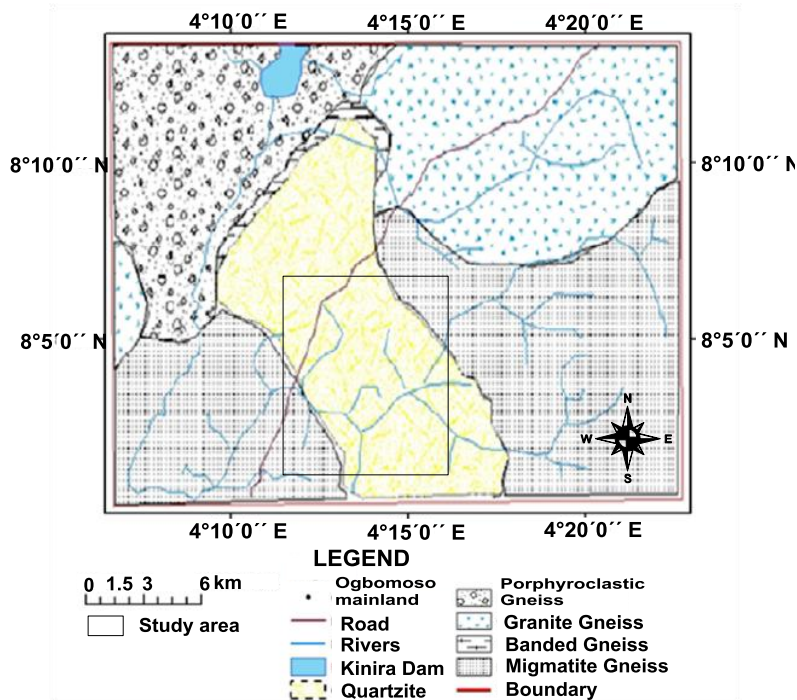 4°10´0´´ E 4°15´0´´ E 4°20´0´´ E
8°10´0´´ N 8°10´0´´ N
8°5´0´´ N 8°5´0´´ N
N
W E
S
4°10´0´´ E 4°15´0´´ E 4°20´0´´ E
LEGEND
0 1.5 3 6 km
Study area
Ogbomoso
mainland
Road
Rivers
Kinira Dam
Quartzite
Porphyroclastic
Gneiss
Granite Gneiss
Banded Gneiss
Migmatite Gneiss
Boundary